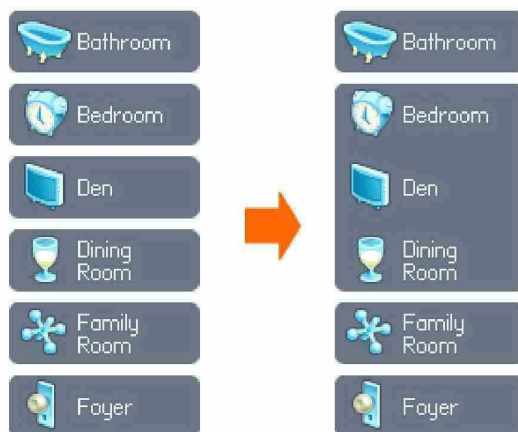 Bathroom
Bedroom
Den
Dining
Room
Family
Room
Foyer
Bathroom
Bedroom
Den
Dining
Room
Family
Room
Foyer